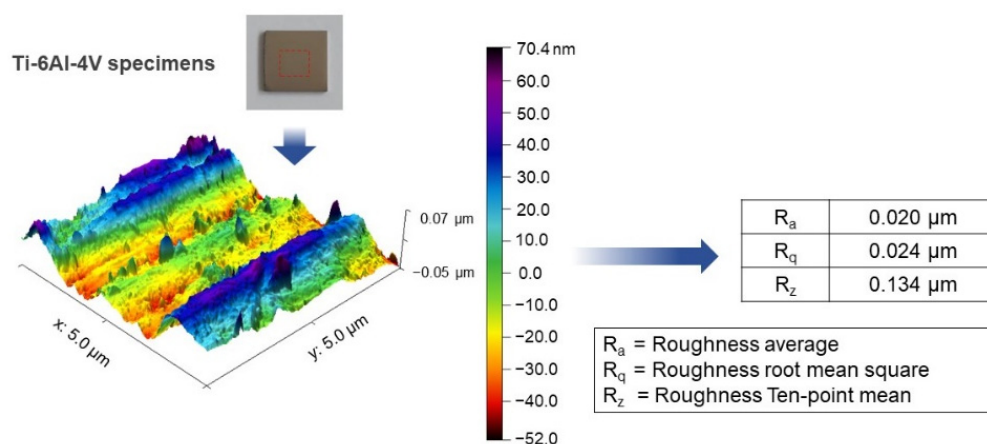 Ti-6Al-4V specimens
70.4 nm
60.0
50.0
40.0
30.0
20.0
10.0
0.0
−10.0
−20.0
−30.0
−40.0
−52.0
0.07 µm
−0.05 µm
x: 5.0 µm
y: 5.0 µm
Ra 0.020 µm
Rq 0.024 µm
Rz 0.134 µm
Ra = Roughness average
Rq = Roughness root mean square
Rz = Roughness Ten-point mean